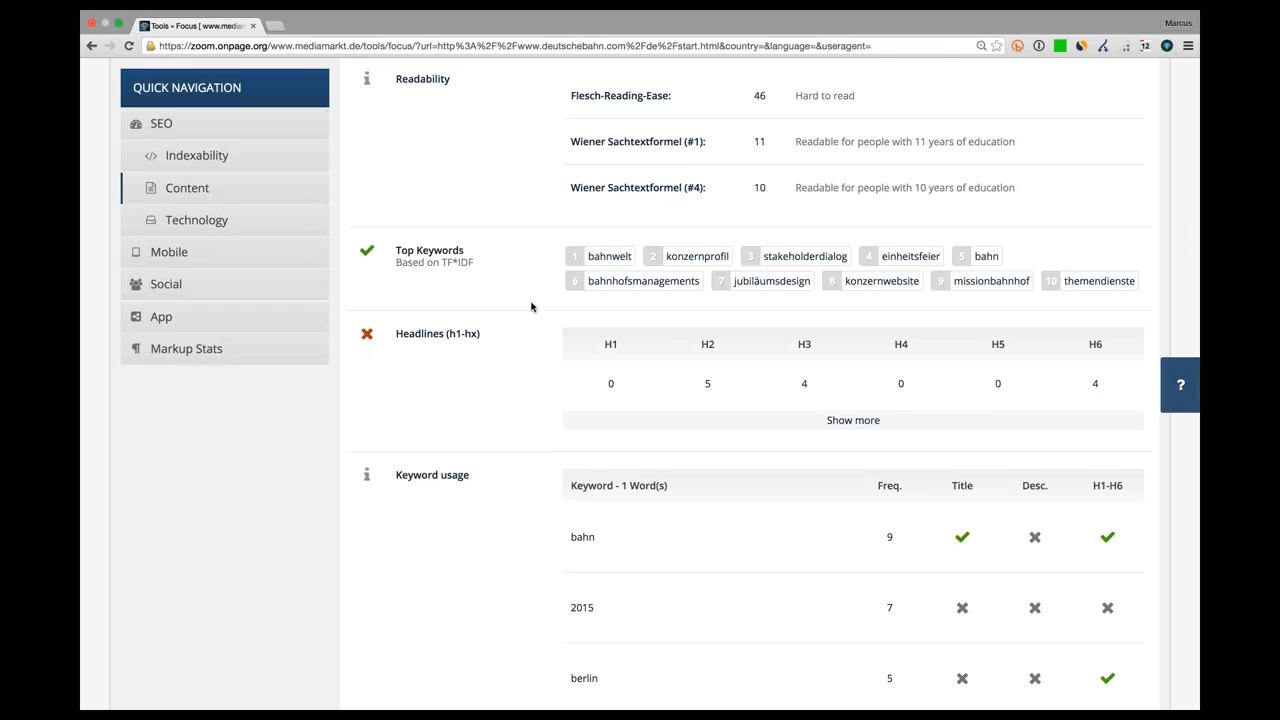 Tools » Focus [ www.media
Marcus
https://zoom.onpage.org/www.mediamarkt.de/tools/focus/?url=http%3A%2F%2Fwww.deutschebahn.com%2Fde%2Fstart.html&country=&language=&useragent=
12
QUICK NAVIGATION
SEO
Indexability
Content
Technology
Mobile
Social
App
Markup Stats
Readability
Flesch-Reading-Ease: 46 Hard to read
Wiener Sachtextformel (#1): 11 Readable for people with 11 years of education
Wiener Sachtextformel (#4): 10 Readable for people with 10 years of education
Top Keywords
Based on TF*IDF
1 bahnwelt 2 konzernprofil 3 stakeholderdialog 4 einheitsfeier 5 bahn
6 bahnhofsmanagements 7 jubiläumsdesign 8 konzernwebsite 9 missionbahnhof 10 themendienste
Headlines (h1-hx)
H1 H2 H3 H4 H5 H6
0 5 4 0 0 4
Show more
?
Keyword usage
Keyword - 1 Word(s) Freq. Title Desc. H1-H6
bahn 9
2015 7
berlin 5